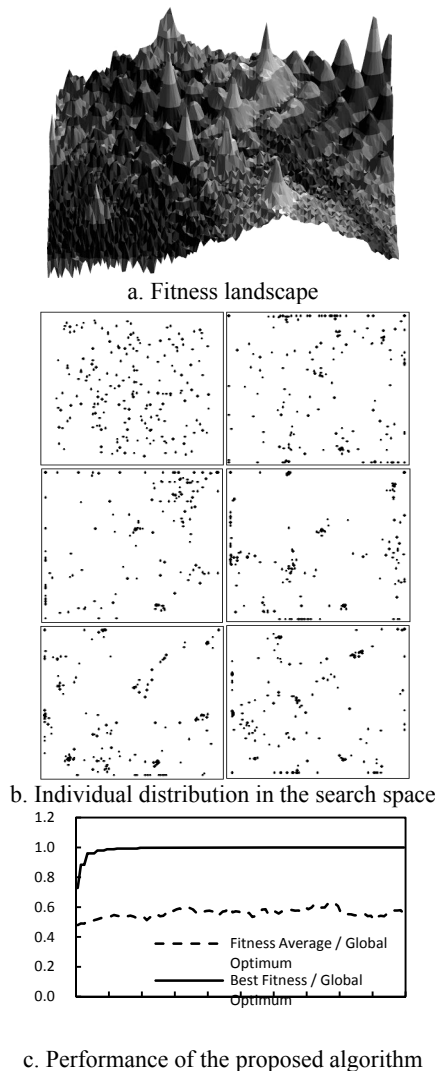 a. Fitness landscape
b. Individual distribution in the search space
1.2
1.0
0.8
0.6
0.4
0.2
0.0
Fitness Average / Global
Optimum
Best Fitness / Global
Optimum
c. Performance of the proposed algorithm